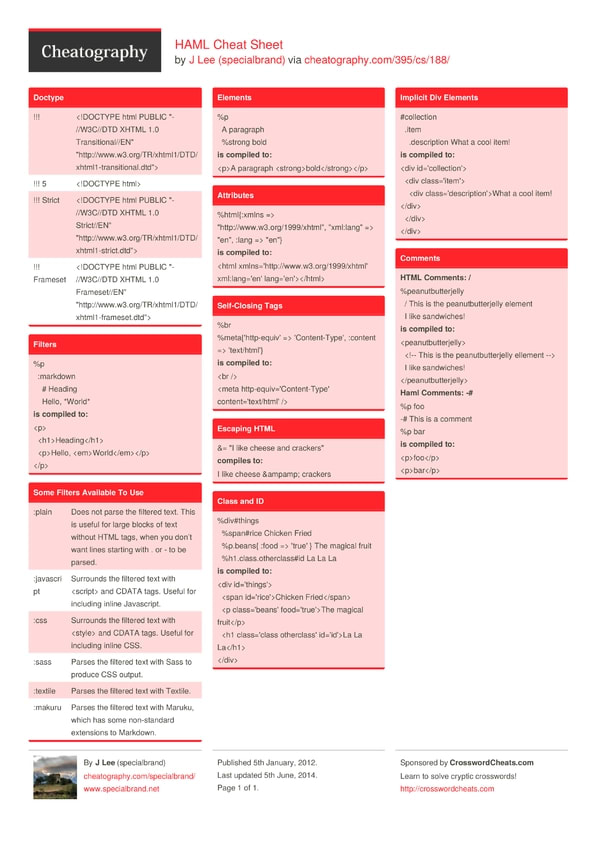 Cheatography
HAML Cheat Sheet
by J Lee (specialbrand) via cheatography.com/395/cs/188/
Doctype
!!! <!DOCTYPE html PUBLIC "-
//W3C//DTD XHTML 1.0
Transitional//EN"
"http://www.w3.org/TR/xhtml1/DTD/
xhtml1-transitional.dtd">
!!! 5 <!DOCTYPE html>
!!! Strict <!DOCTYPE html PUBLIC "-
//W3C//DTD XHTML 1.0
Strict//EN"
"http://www.w3.org/TR/xhtml1/DTD/
xhtml1-strict.dtd">
!!! <!DOCTYPE html PUBLIC "-
Frameset //W3C//DTD XHTML 1.0
Frameset//EN"
"http://www.w3.org/TR/xhtml1/DTD/
xhtml1-frameset.dtd">
Filters
%p
:markdown
# Heading
Hello, *World*
is compiled to:
<p>
<h1>Heading</h1>
<p>Hello, <em>World</em></p>
</p>
Some Filters Available To Use
:plain Does not parse the filtered text. This
is useful for large blocks of text
without HTML tags, when you don't
want lines starting with . or - to be
parsed.
:javascri Surrounds the filtered text with
pt <script> and CDATA tags. Useful for
including inline Javascript.
:css Surrounds the filtered text with
<style> and CDATA tags. Useful for
including inline CSS.
:sass Parses the filtered text with Sass to
produce CSS output.
:textile Parses the filtered text with Textile.
:makuru Parses the filtered text with Maruku,
which has some non-standard
extensions to Markdown.
Elements
%p
A paragraph
%strong bold
is compiled to:
<p>A paragraph <strong>bold</strong></p>
Attributes
%html{:xmlns =>
"http://www.w3.org/1999/xhtml", "xml:lang" =>
"en", :lang => "en"}
is compiled to:
<html xmlns='http://www.w3.org/1999/xhtml'
xml:lang='en' lang='en'></html>
Self-Closing Tags
%br
%meta{'http-equiv' => 'Content-Type', :content
=> 'text/html'}
is compiled to:
<br />
<meta http-equiv='Content-Type'
content='text/html' />
Escaping HTML
&= "I like cheese and crackers"
compiles to:
I like cheese &ampamp; crackers
Class and ID
%div#things
%span#rice Chicken Fried
%p.beans{ :food => 'true' } The magical fruit
%h1.class.otherclass#id La La La
is compiled to:
<div id='things'>
<span id='rice'>Chicken Fried</span>
<p class='beans' food='true'>The magical
fruit</p>
<h1 class='class otherclass' id='id'>La La
La</h1>
</div>
Implicit Div Elements
#collection
.item
.description What a cool item!
is compiled to:
<div id='collection'>
<div class='item'>
<div class='description'>What a cool item!
</div>
</div>
</div>
Comments
HTML Comments: /
%peanutbutterjelly
/ This is the peanutbutterjelly element
I like sandwiches!
is compiled to:
<peanutbutterjelly>
<!-- This is the peanutbutterjelly ellement -->
I like sandwiches!
</peanutbutterjelly>
Haml Comments: -#
%p foo
-# This is a comment
%p bar
is compiled to:
<p>foo</p>
<p>bar</p>
By J Lee (specialbrand)
cheatography.com/specialbrand/
www.specialbrand.net
Published 5th January, 2012.
Last updated 5th June, 2014.
Page 1 of 1.
Sponsored by CrosswordCheats.com
Learn to solve cryptic crosswords!
http://crosswordcheats.com